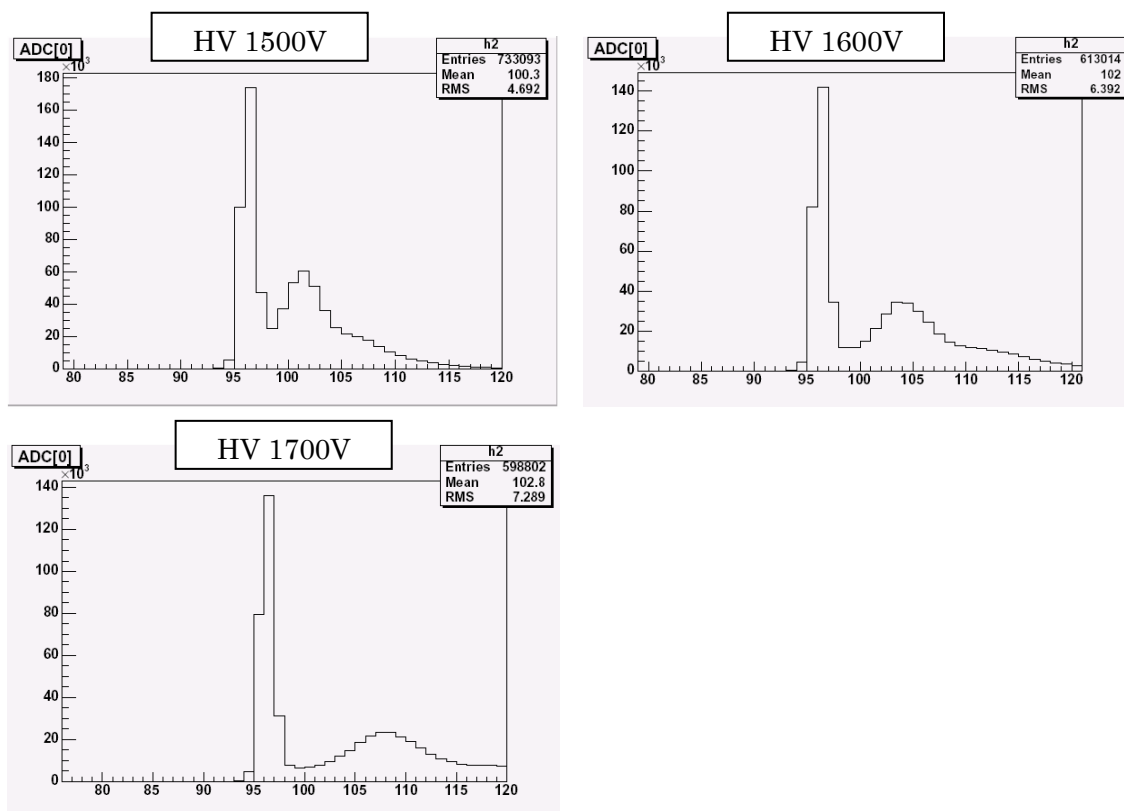 HV 1500V
ADC[0]
×10³
h2
Entries 733093
Mean 100.3
RMS 4.692
180
160
140
120
100
80
60
40
20
0
80 85 90 95 100 105 110 115 120
HV 1600V
ADC[0]
×10³
h2
Entries 613014
Mean 102
RMS 6.392
140
120
100
80
60
40
20
0
80 85 90 95 100 105 110 115 120
HV 1700V
ADC[0]
×10³
h2
Entries 598802
Mean 102.8
RMS 7.289
140
120
100
80
60
40
20
0
80 85 90 95 100 105 110 115 120